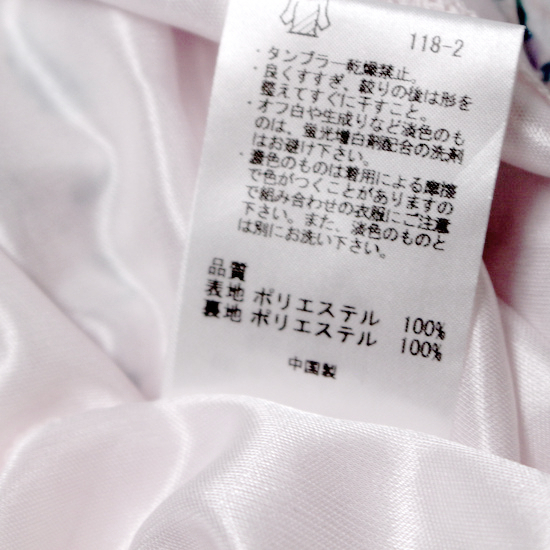 118-2
・タンブラー乾燥禁止。
・良くすすぎ、絞りの後は形を
整えてすぐに干すこと。
・オフ白や生成りなど淡色のも
のは、蛍光増白剤配合の洗剤
はお避け下さい。
・濃色のものは着用による摩擦
で色がつくことがありますの
で組み合わせの衣服にご注意
下さい。また、淡色のものと
は別にお洗い下さい。
品質
表地 ポリエステル 100%
裏地 ポリエステル 100%
中国製